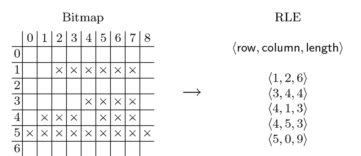 Bitmap
0 1 2 3 4 5 6 7 8
0
1 × × × × × ×
2
3 × × × ×
4 × × × × × ×
5 × × × × × × × × ×
6
→
RLE
⟨row, column, length⟩
⟨1, 2, 6⟩
⟨3, 4, 4⟩
⟨4, 1, 3⟩
⟨4, 5, 3⟩
⟨5, 0, 9⟩